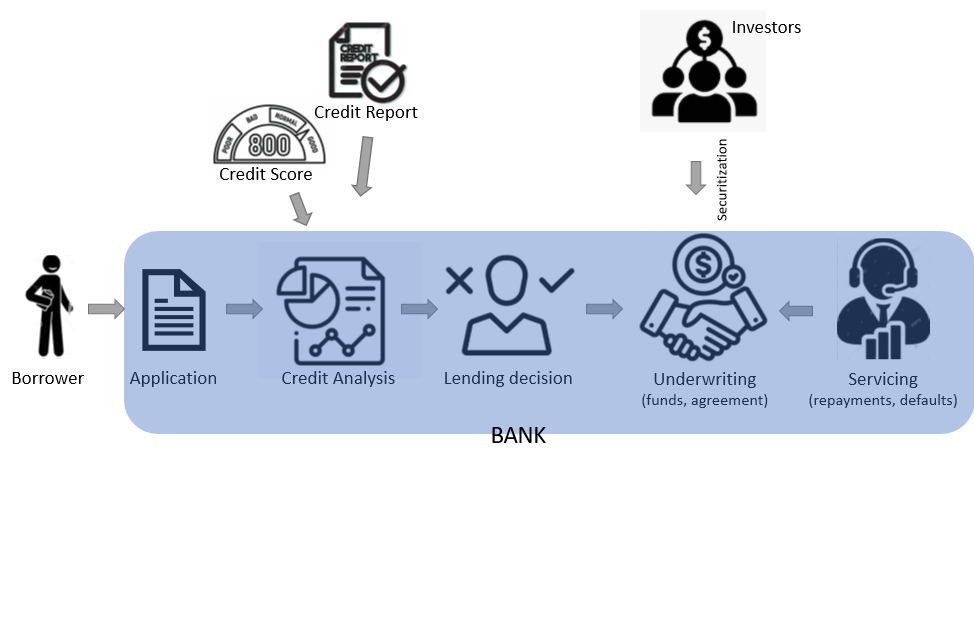 Investors
CREDIT
REPORT
Credit Report
POOR
BAD
NORMAL
GOOD
800
Credit Score
Securitization
Borrower
Application
Credit Analysis
Lending decision
Underwriting
(funds, agreement)
Servicing
(repayments, defaults)
BANK